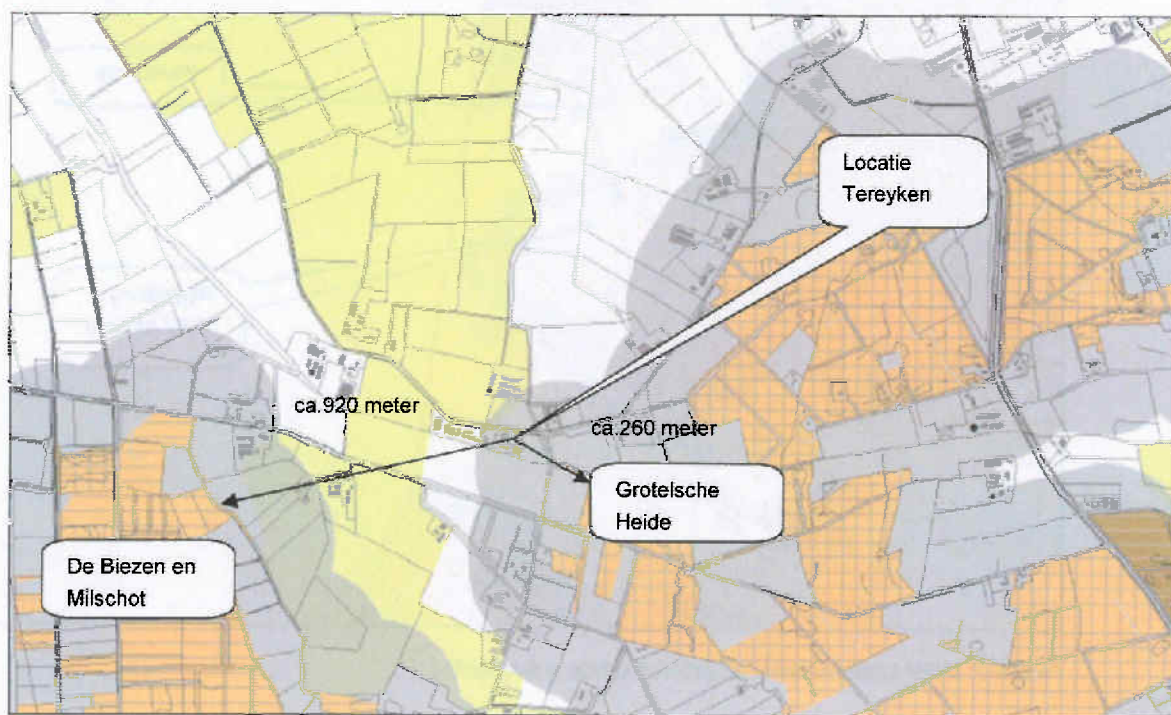 Locatie
Tereyken
ca.920 meter
ca.260 meter
Grotelsche
Heide
De Biezen en
Milschot